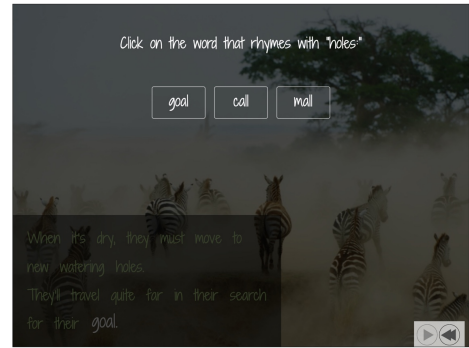 Click on the word that rhymes with "holes:"
goal call mall
When it's dry, they must move to
new watering holes.
They'll travel quite far in their search
for their goal.